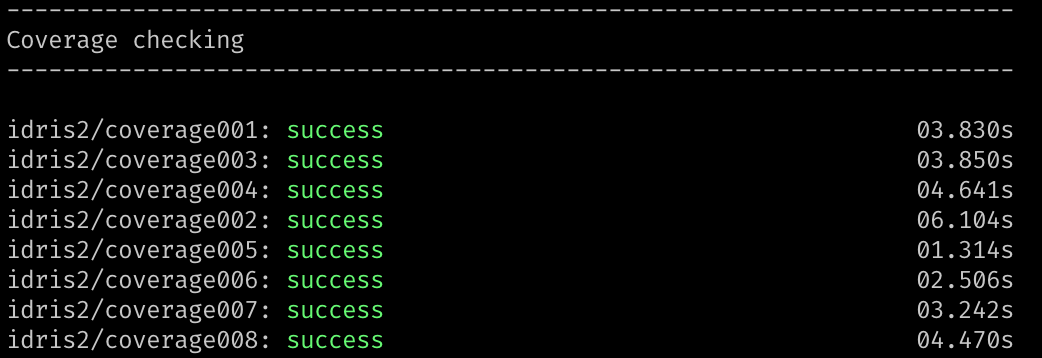 ------------------------------------------------------------------------
Coverage checking
------------------------------------------------------------------------
idris2/coverage001: success 03.830s
idris2/coverage003: success 03.850s
idris2/coverage004: success 04.641s
idris2/coverage002: success 06.104s
idris2/coverage005: success 01.314s
idris2/coverage006: success 02.506s
idris2/coverage007: success 03.242s
idris2/coverage008: success 04.470s